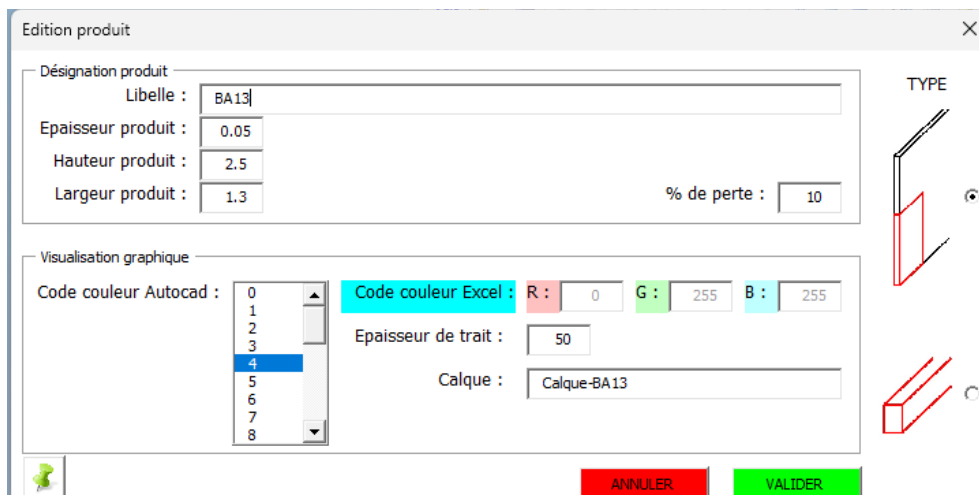 Edition produit
Désignation produit
TYPE
Libelle : BA13
Epaisseur produit : 0.05
Hauteur produit : 2.5
Largeur produit : 1.3 % de perte : 10
Visualisation graphique
Code couleur Autocad : 0 Code couleur Excel : R : 0 G : 255 B : 255
1
2
3 Epaisseur de trait : 50
4
5 Calque : Calque-BA13
6
7
8
ANNULER VALIDER